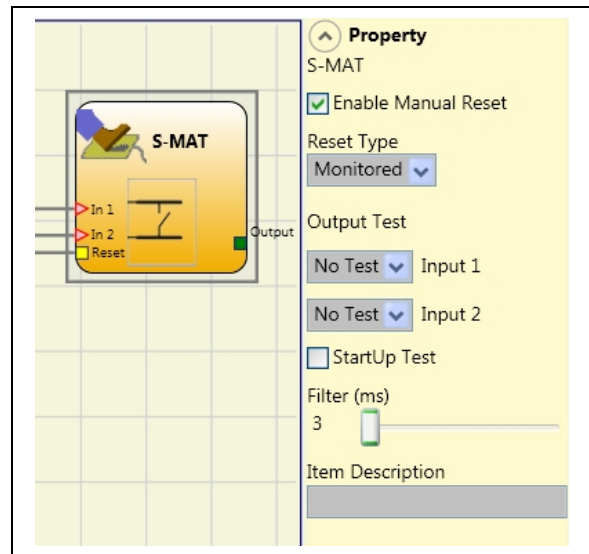 S-MAT
In 1
In 2
Reset
Output
Property
S-MAT
Enable Manual Reset
Reset Type
Monitored
Output Test
No Test Input 1
No Test Input 2
StartUp Test
Filter (ms)
3
Item Description